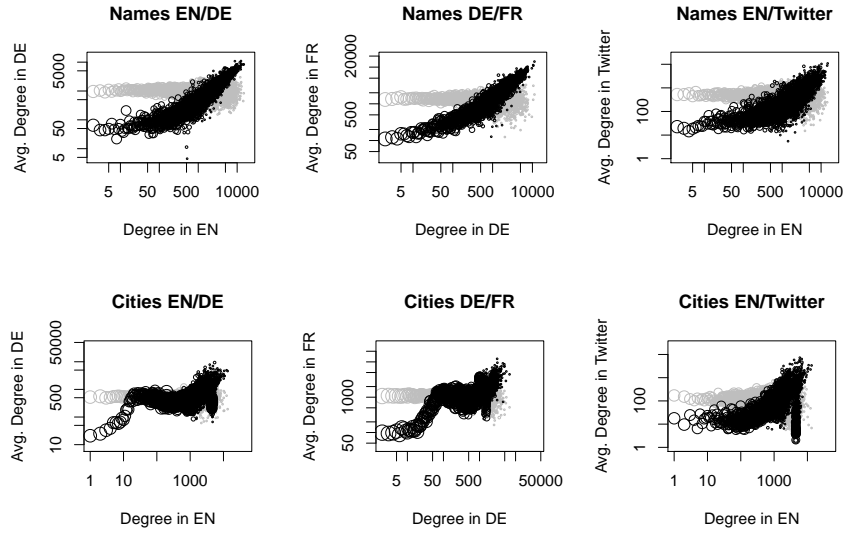 Names EN/DE
Avg. Degree in DE
5 50 5000
5 50 500 10000
Degree in EN
Names DE/FR
Avg. Degree in FR
50 500 20000
5 50 500 10000
Degree in DE
Names EN/Twitter
Avg. Degree in Twitter
1 100
5 50 500 10000
Degree in EN
Cities EN/DE
Avg. Degree in DE
10 500 50000
1 10 1000
Degree in EN
Cities DE/FR
Avg. Degree in FR
50 1000
5 50 500 50000
Degree in DE
Cities EN/Twitter
Avg. Degree in Twitter
1 100
1 10 1000
Degree in EN